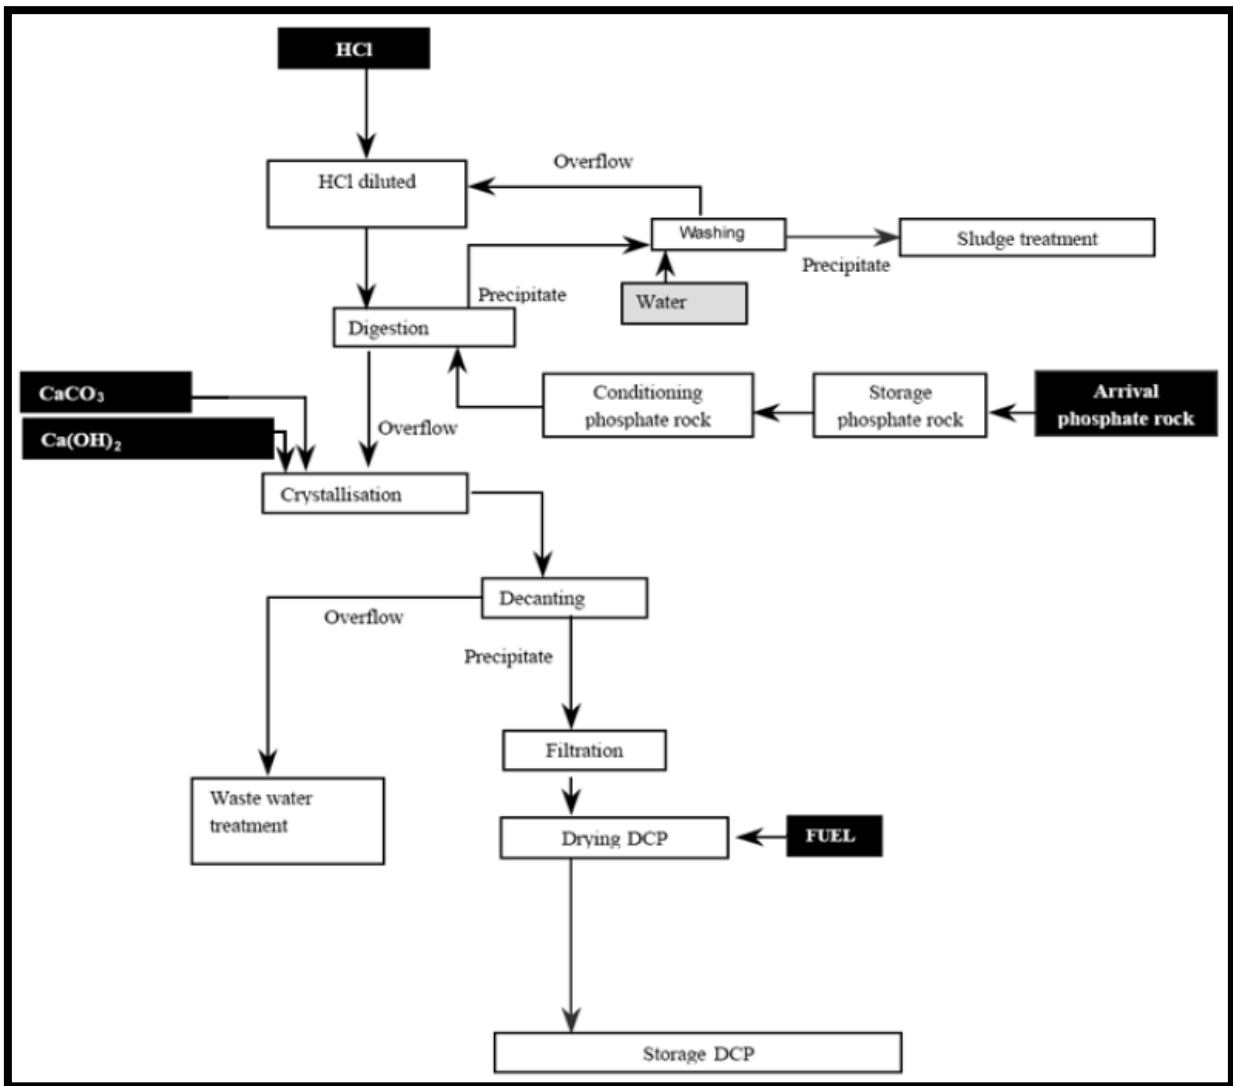 HCl
Overflow
HCl diluted
Washing
Sludge treatment
Precipitate
Precipitate
Water
Digestion
CaCO₃
Conditioning
phosphate rock
Storage
phosphate rock
Arrival
phosphate rock
Ca(OH)₂
Overflow
Crystallisation
Decanting
Overflow
Precipitate
Filtration
Waste water
treatment
Drying DCP
FUEL
Storage DCP